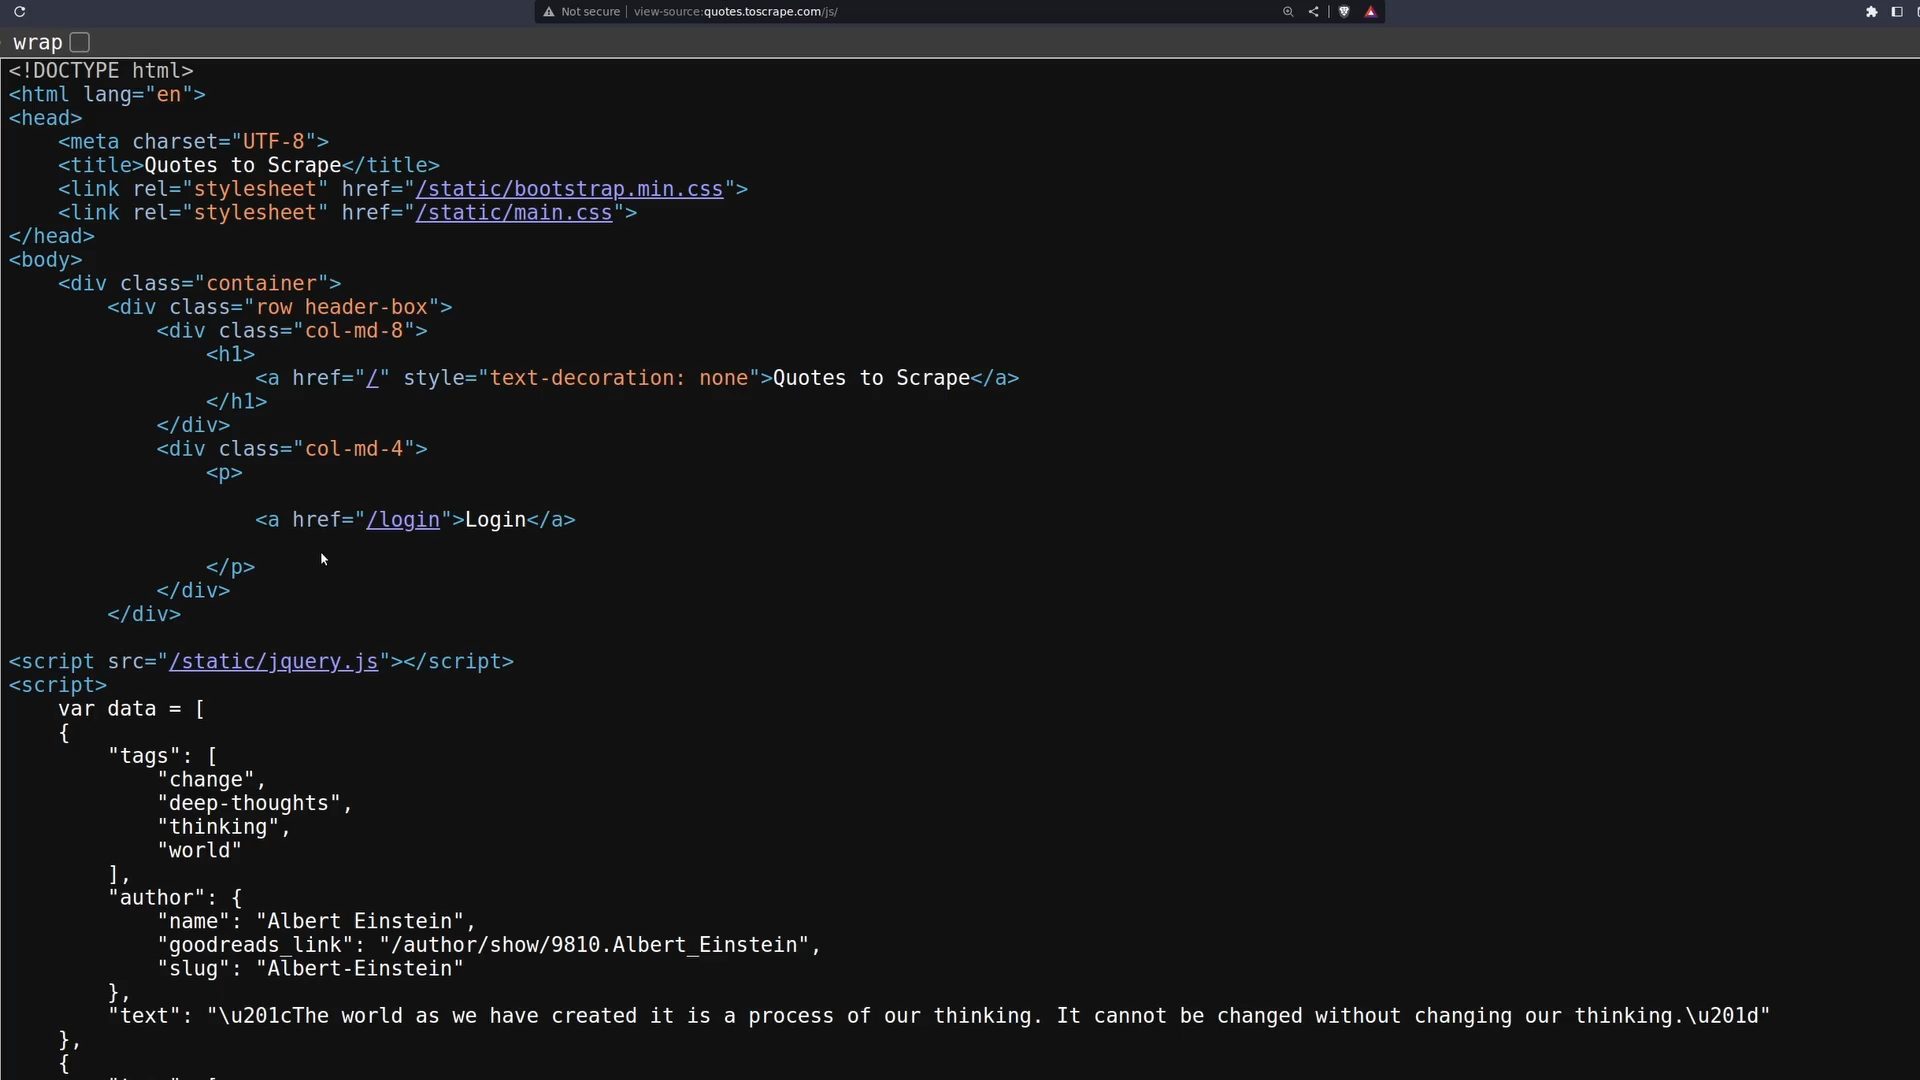 Not secure | view-source:quotes.toscrape.com/js/
wrap
<!DOCTYPE html>
<html lang="en">
<head>
    <meta charset="UTF-8">
    <title>Quotes to Scrape</title>
    <link rel="stylesheet" href="/static/bootstrap.min.css">
    <link rel="stylesheet" href="/static/main.css">
</head>
<body>
    <div class="container">
        <div class="row header-box">
            <div class="col-md-8">
                <h1>
                    <a href="/" style="text-decoration: none">Quotes to Scrape</a>
                </h1>
            </div>
            <div class="col-md-4">
                <p>
                    <a href="/login">Login</a>
                </p>
            </div>
        </div>
<script src="/static/jquery.js"></script>
<script>
    var data = [
    {
        "tags": [
            "change",
            "deep-thoughts",
            "thinking",
            "world"
        ],
        "author": {
            "name": "Albert Einstein",
            "goodreads_link": "/author/show/9810.Albert_Einstein",
            "slug": "Albert-Einstein"
        },
        "text": "\u201cThe world as we have created it is a process of our thinking. It cannot be changed without changing our thinking.\u201d"
    },
    {